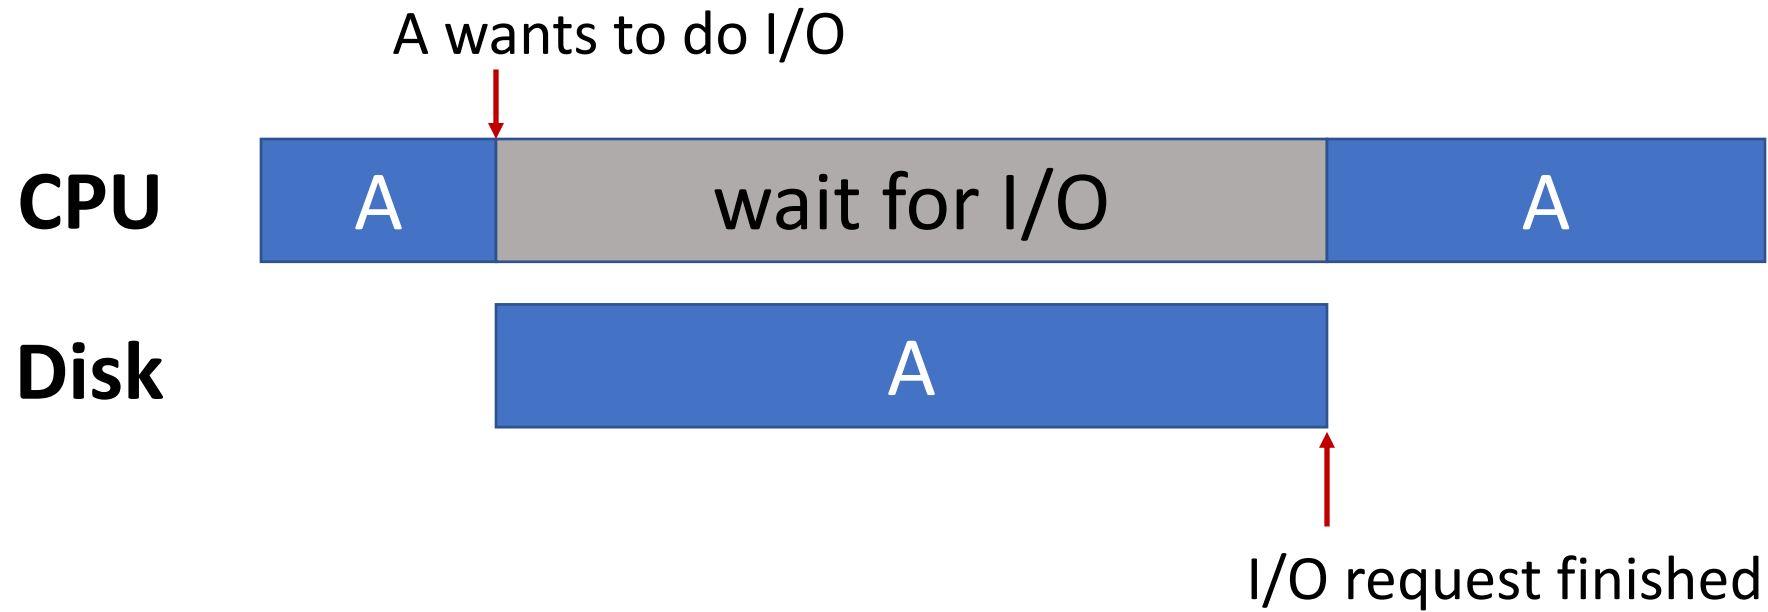 A wants to do I/O
CPU
A
wait for I/O
A
Disk
A
I/O request finished